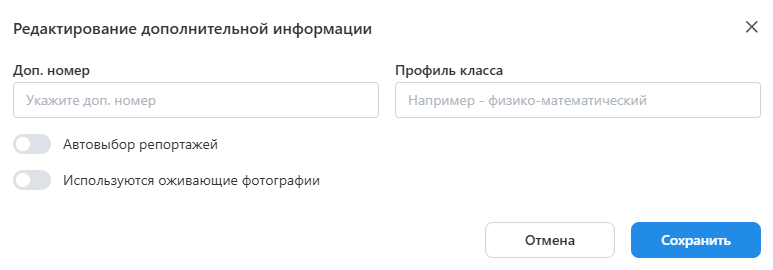 Редактирование дополнительной информации
Доп. номер
Профиль класса
Укажите доп. номер
Например - физико-математический
Автовыбор репортажей
Используются оживающие фотографии
Отмена
Сохранить